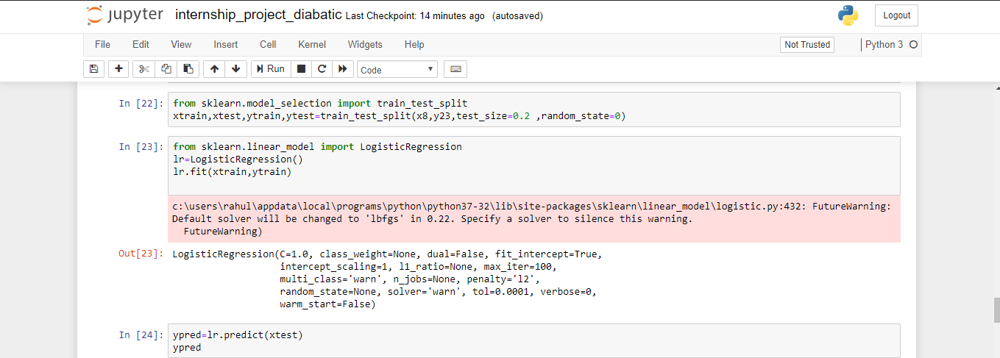 jupyter internship_project_diabatic Last Checkpoint: 14 minutes ago (autosaved)
Logout
File Edit View Insert Cell Kernel Widgets Help
Not Trusted
Python 3
Run
Code
In [22]:
from sklearn.model_selection import train_test_split
xtrain,xtest,ytrain,ytest=train_test_split(x8,y23,test_size=0.2 ,random_state=0)
In [23]:
from sklearn.linear_model import LogisticRegression
lr=LogisticRegression()
lr.fit(xtrain,ytrain)
c:\users\rahul\appdata\local\programs\python\python37-32\lib\site-packages\sklearn\linear_model\logistic.py:432: FutureWarning:
Default solver will be changed to 'lbfgs' in 0.22. Specify a solver to silence this warning.
FutureWarning)
Out[23]:
LogisticRegression(C=1.0, class_weight=None, dual=False, fit_intercept=True,
intercept_scaling=1, l1_ratio=None, max_iter=100,
multi_class='warn', n_jobs=None, penalty='l2',
random_state=None, solver='warn', tol=0.0001, verbose=0,
warm_start=False)
In [24]:
ypred=lr.predict(xtest)
ypred